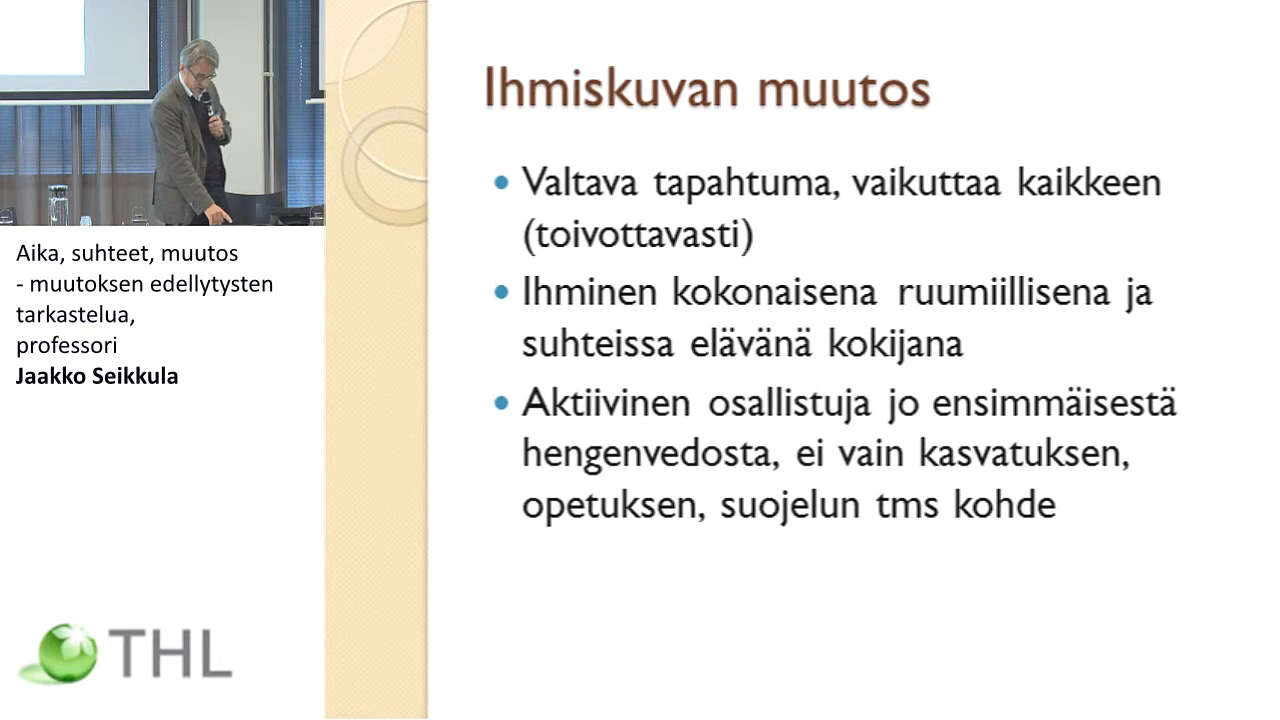 Ihmiskuvan muutos
Valtava tapahtuma, vaikuttaa kaikkeen
(toivottavasti)
Ihminen kokonaisena ruumiillisena ja
suhteissa elävänä kokijana
Aktiivinen osallistuja jo ensimmäisestä
hengenvedosta, ei vain kasvatuksen,
opetuksen, suojelun tms kohde
Aika, suhteet, muutos
- muutoksen edellytysten
tarkastelua,
professori
Jaakko Seikkula
THL